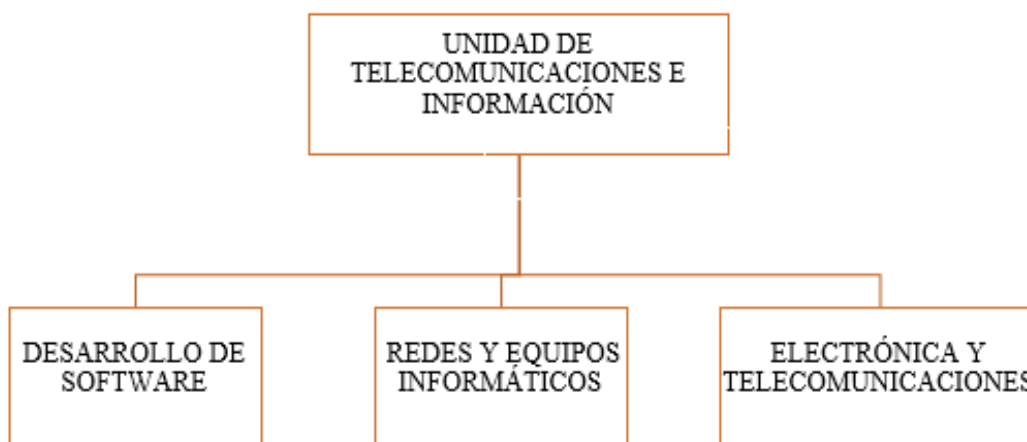 UNIDAD DE
TELECOMUNICACIONES E
INFORMACIÓN
DESARROLLO DE
SOFTWARE
REDES Y EQUIPOS
INFORMÁTICOS
ELECTRÓNICA Y
TELECOMUNICACIONES